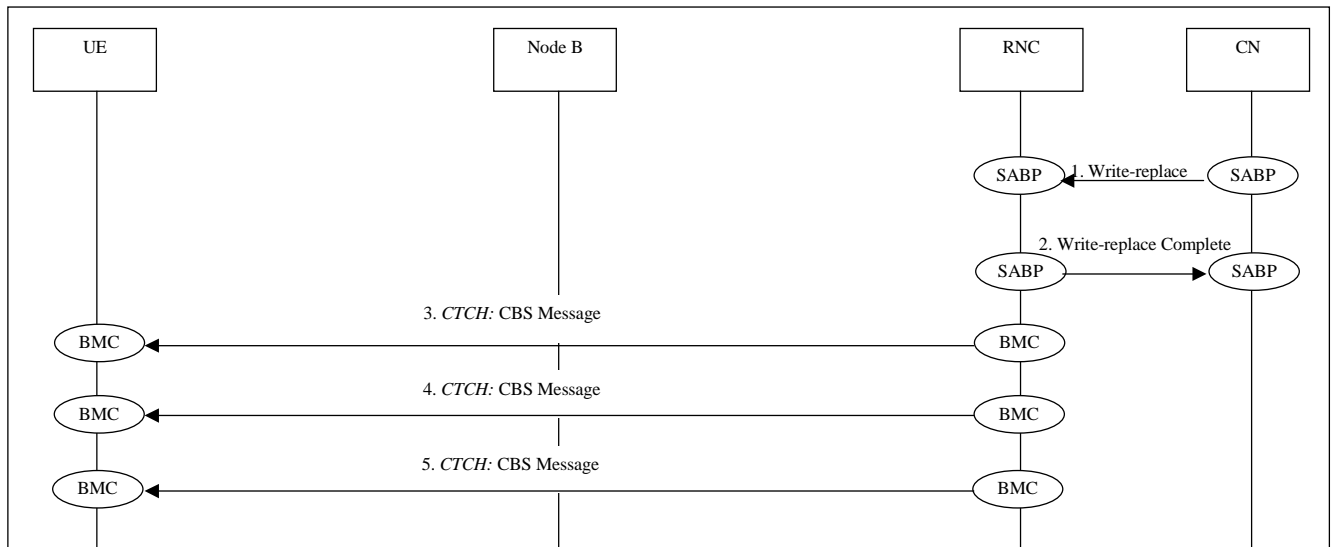 UE
Node B
RNC
CN
SABP
1. Write-replace
SABP
2. Write-replace Complete
SABP
SABP
3. CTCH: CBS Message
BMC
BMC
4. CTCH: CBS Message
BMC
BMC
5. CTCH: CBS Message
BMC
BMC